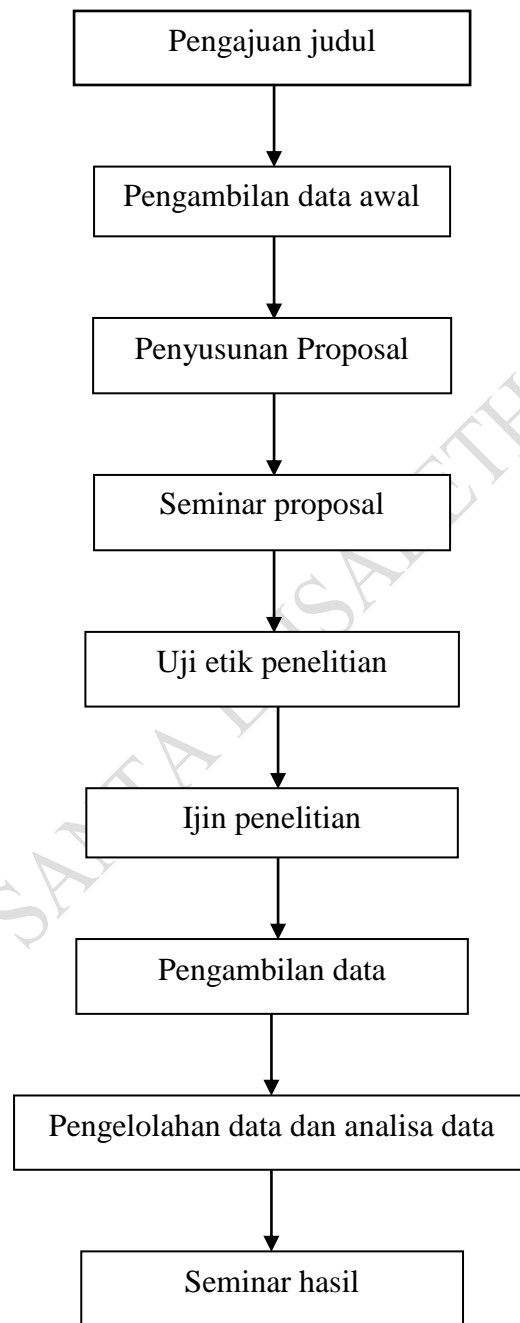 Pengajuan judul
Pengambilan data awal
Penyusunan Proposal
Seminar proposal
Uji etik penelitian
Ijin penelitian
Pengambilan data
Pengelolahan data dan analisa data
Seminar hasil
SANTA